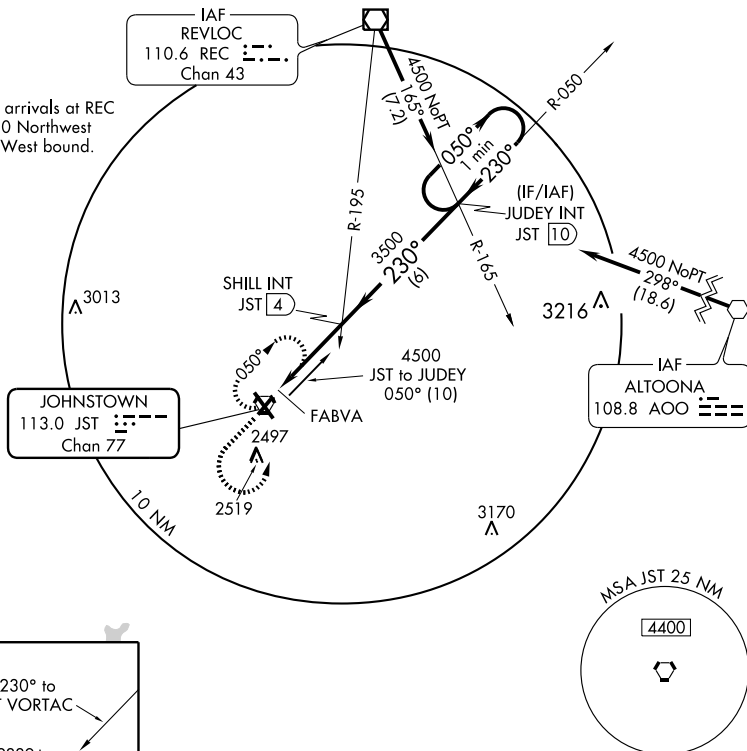 IAF
REVLOC
110.6 REC
Chan 43
arrivals at REC
0 Northwest
West bound.
4500 NoPT
165°
(7.2)
R-050
050°
1 min
230°
(IF/IAF)
JUDEY INT
JST 10
R-195
R-165
3500
230°
(6)
4500 NoPT
298°
(18.6)
SHILL INT
JST 4
3013
3216
050°
4500
JST to JUDEY
050° (10)
IAF
ALTOONA
108.8 AOO
JOHNSTOWN
113.0 JST
Chan 77
FABVA
2497
2519
10 NM
3170
MSA JST 25 NM
4400
230° to
VORTAC